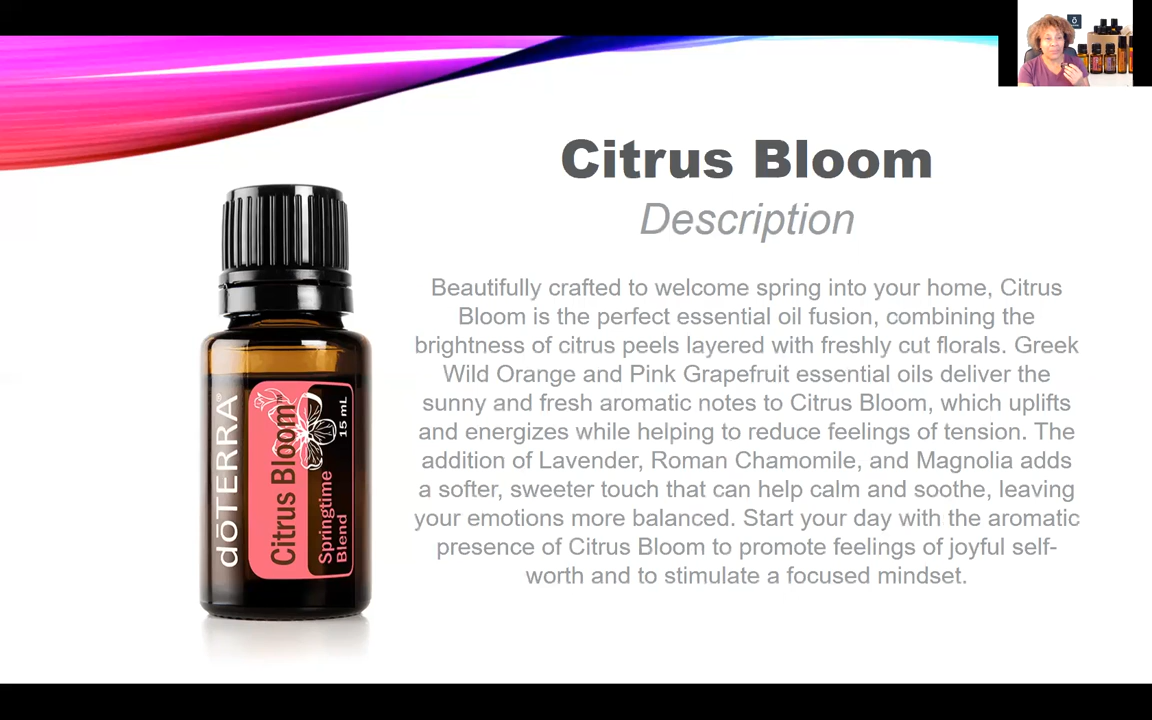 Citrus Bloom
Description
Beautifully crafted to welcome spring into your home, Citrus
Bloom is the perfect essential oil fusion, combining the
brightness of citrus peels layered with freshly cut florals. Greek
Wild Orange and Pink Grapefruit essential oils deliver the
sunny and fresh aromatic notes to Citrus Bloom, which uplifts
and energizes while helping to reduce feelings of tension. The
addition of Lavender, Roman Chamomile, and Magnolia adds
a softer, sweeter touch that can help calm and soothe, leaving
your emotions more balanced. Start your day with the aromatic
presence of Citrus Bloom to promote feelings of joyful self-
worth and to stimulate a focused mindset.
dōTERRA®
Citrus Bloom™
Springtime
Blend
15 mL